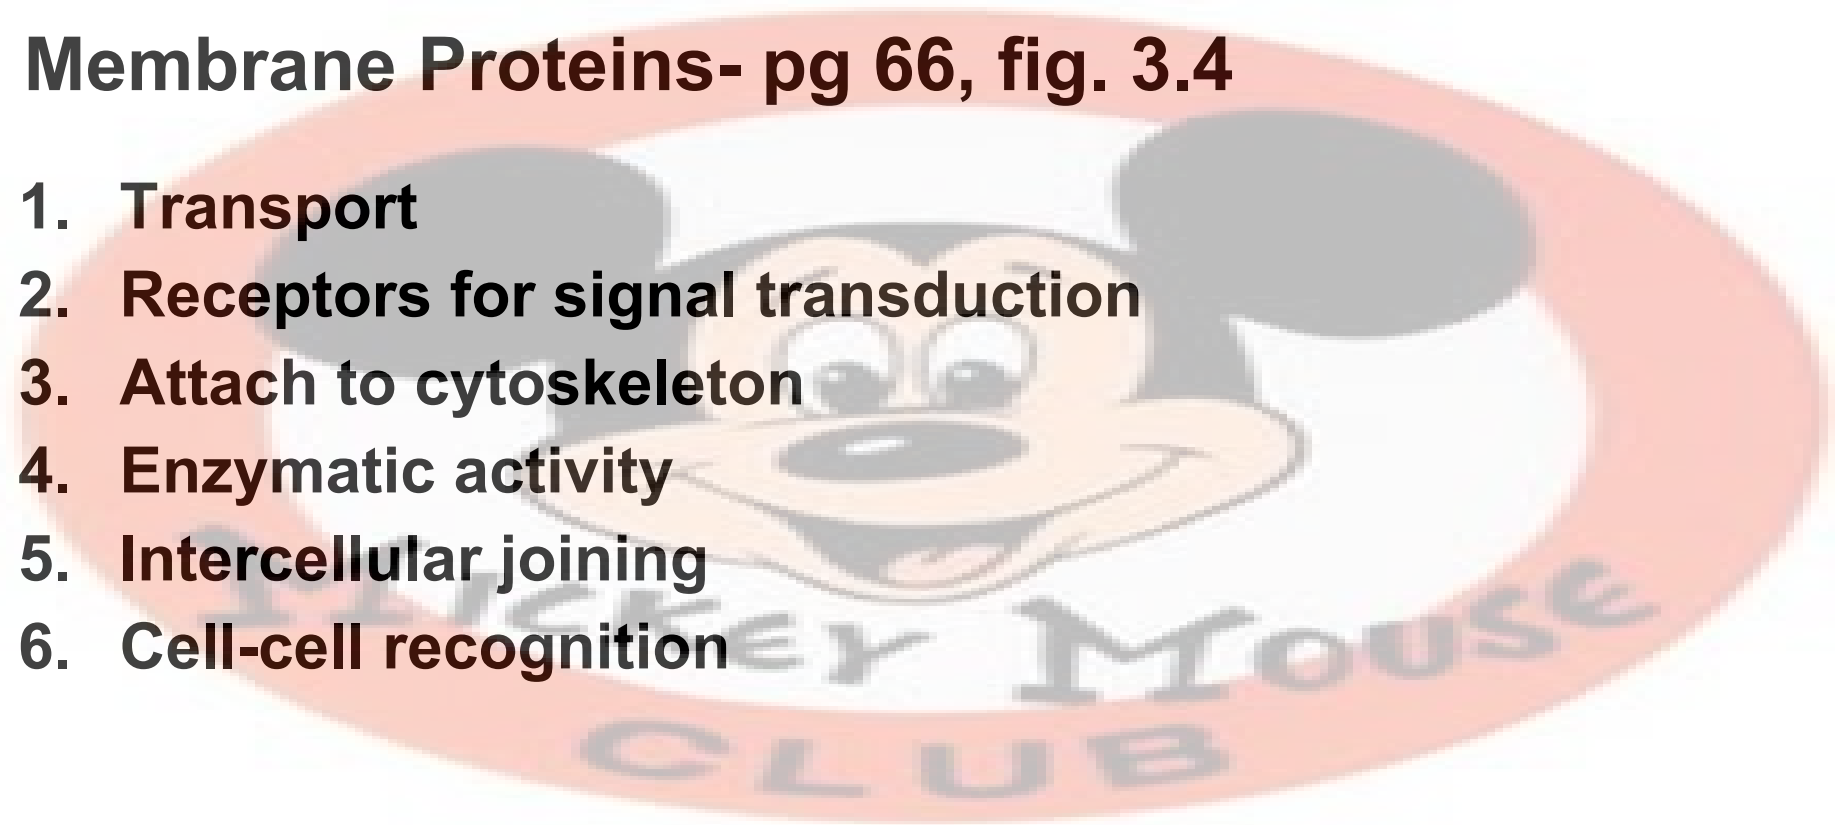 Membrane Proteins- pg 66, fig. 3.4
1. Transport
2. Receptors for signal transduction
3. Attach to cytoskeleton
4. Enzymatic activity
5. Intercellular joining
6. Cell-cell recognition
MICKEY MOUSE
CLUB